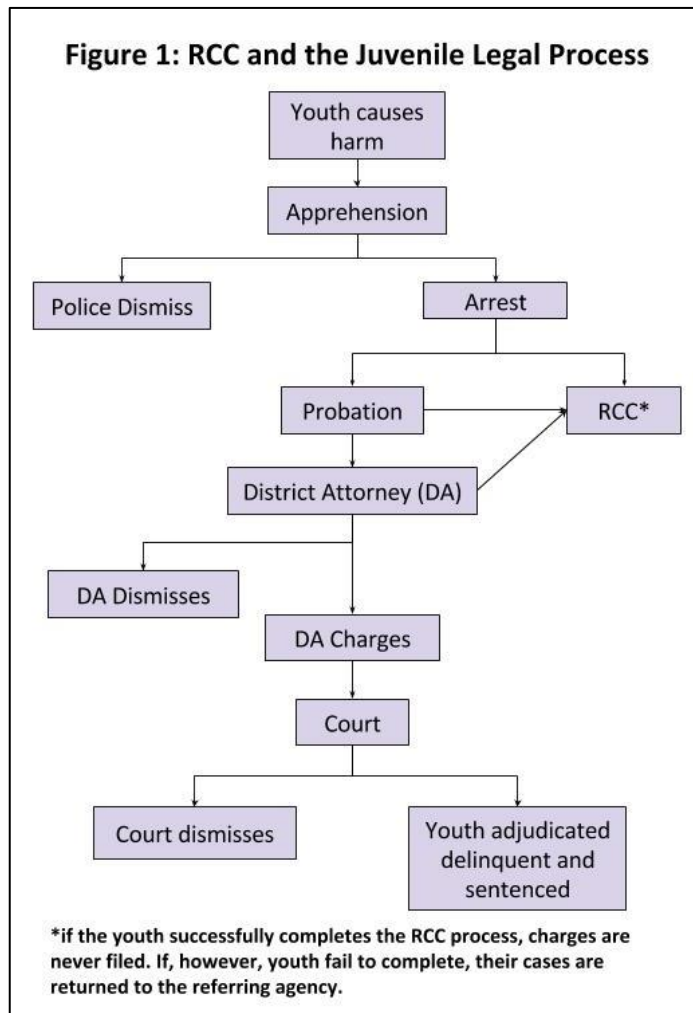 Figure 1: RCC and the Juvenile Legal Process
Youth causes
harm
Apprehension
Police Dismiss
Arrest
Probation
RCC*
District Attorney (DA)
DA Dismisses
DA Charges
Court
Court dismisses
Youth adjudicated
delinquent and
sentenced
*if the youth successfully completes the RCC process, charges are
never filed. If, however, youth fail to complete, their cases are
returned to the referring agency.